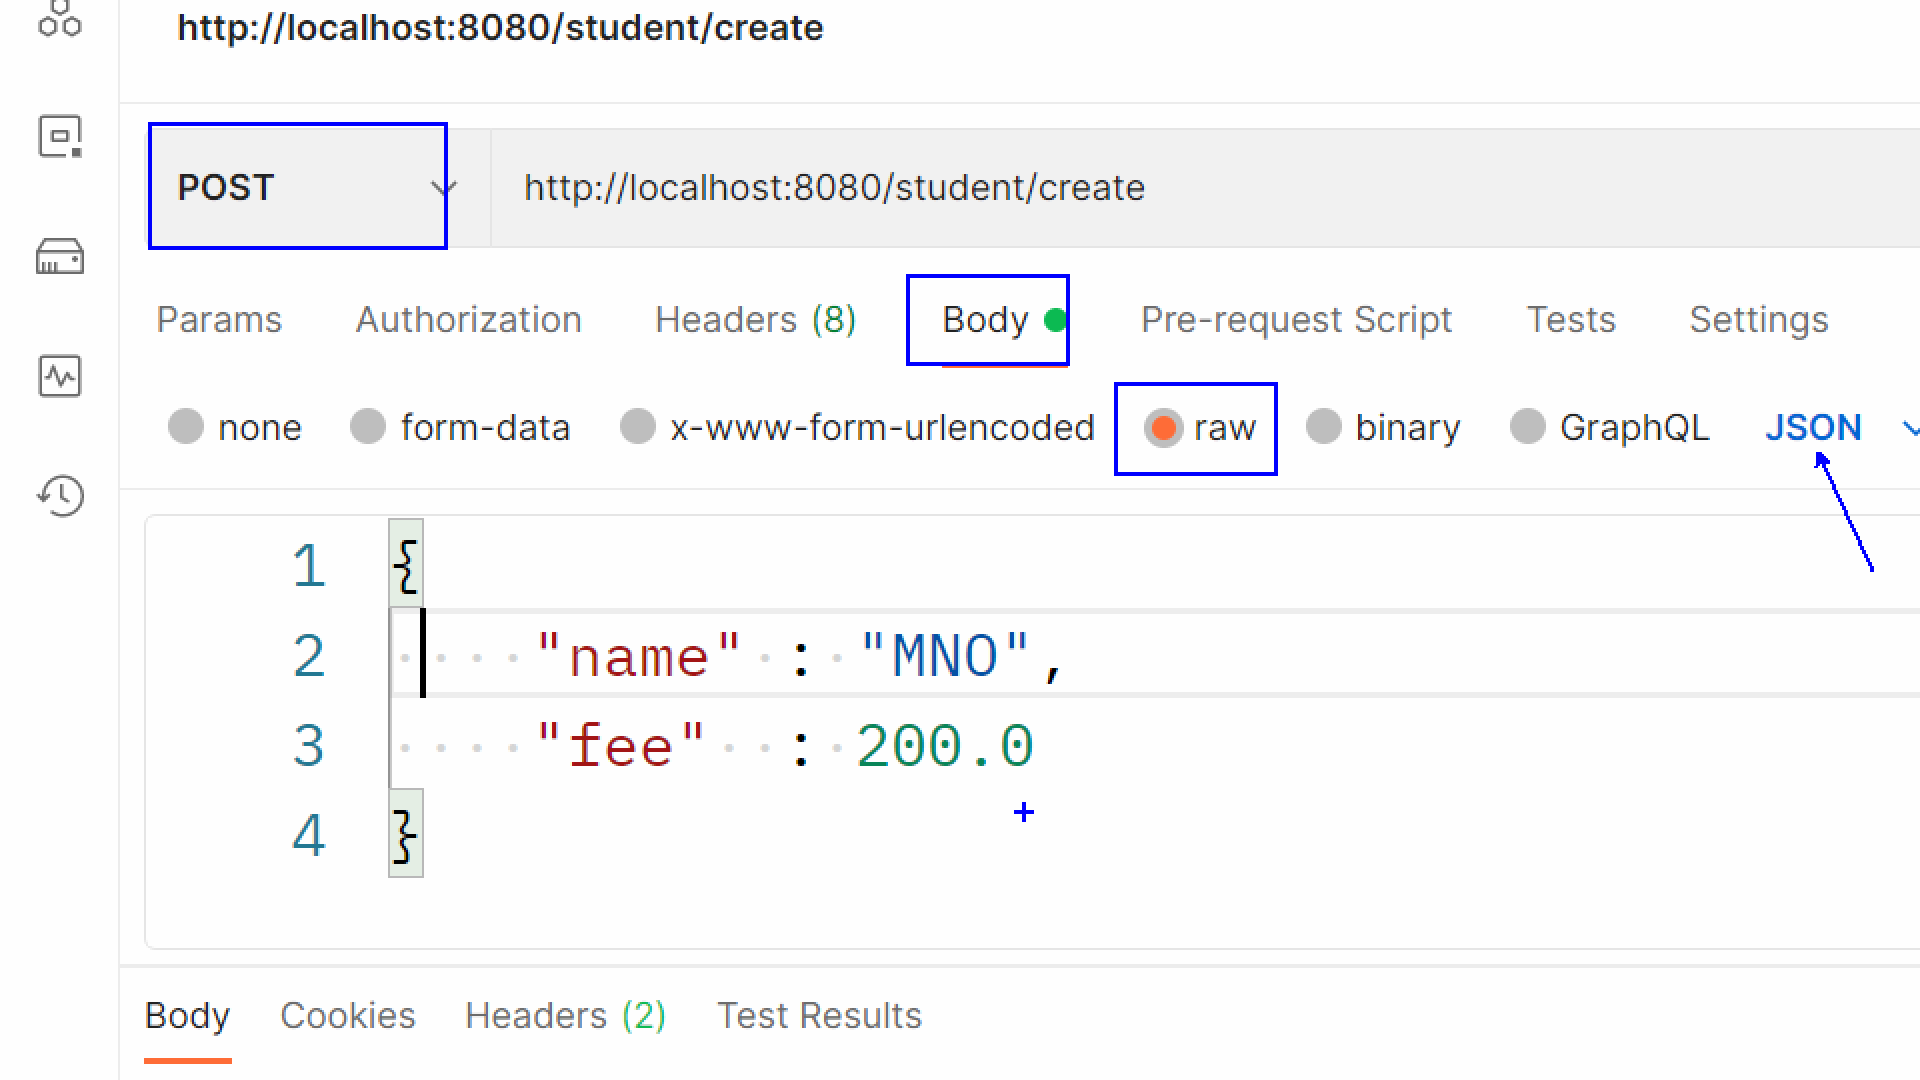 http://localhost:8080/student/create
POST http://localhost:8080/student/create
Params Authorization Headers (8) Body Pre-request Script Tests Settings
none form-data x-www-form-urlencoded raw binary GraphQL JSON
1 {
2 "name" : "MNO",
3 "fee" : 200.0
4 }
Body Cookies Headers (2) Test Results